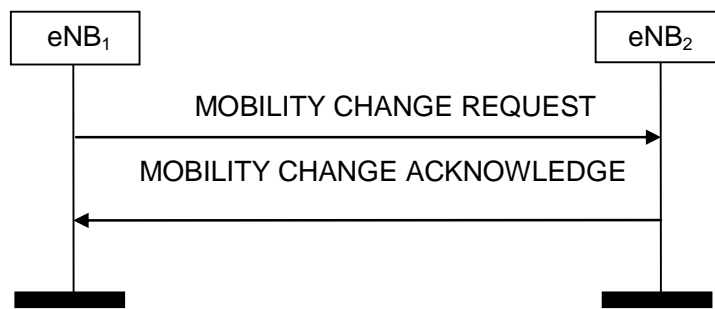 eNB₁
eNB₂
MOBILITY CHANGE REQUEST
MOBILITY CHANGE ACKNOWLEDGE